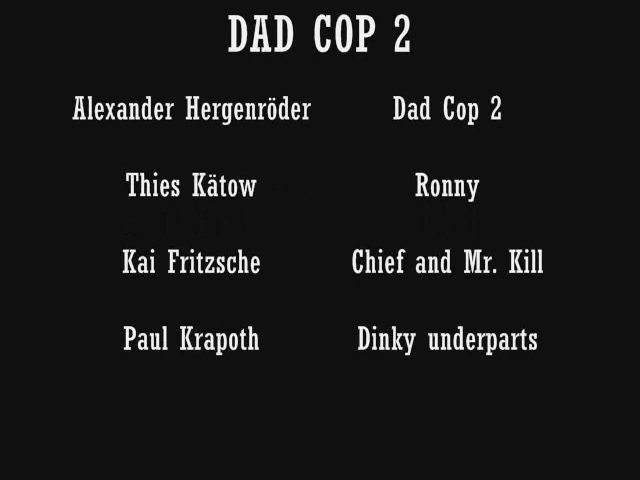 DAD COP 2
Alexander Hergenröder Dad Cop 2
Thies Kätow Ronny
Kai Fritzsche Chief and Mr. Kill
Paul Krapoth Dinky underparts